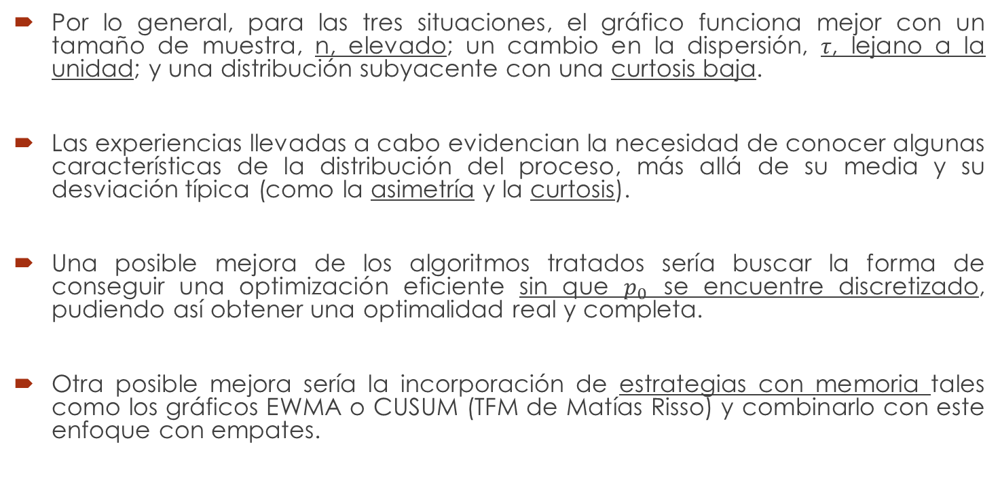 Por lo general, para las tres situaciones, el gráfico funciona mejor con un
tamaño de muestra, n, elevado; un cambio en la dispersión, τ, lejano a la
unidad; y una distribución subyacente con una curtosis baja.
Las experiencias llevadas a cabo evidencian la necesidad de conocer algunas
características de la distribución del proceso, más allá de su media y su
desviación típica (como la asimetría y la curtosis).
Una posible mejora de los algoritmos tratados sería buscar la forma de
conseguir una optimización eficiente sin que p₀ se encuentre discretizado,
pudiendo así obtener una optimalidad real y completa.
Otra posible mejora sería la incorporación de estrategias con memoria tales
como los gráficos EWMA o CUSUM (TFM de Matías Risso) y combinarlo con este
enfoque con empates.